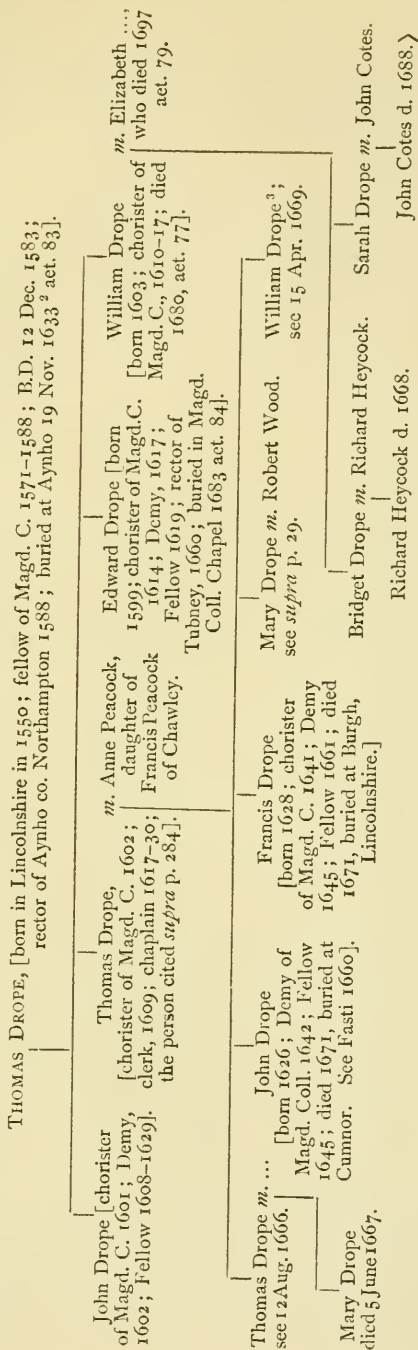 THOMAS DROPE, [born in Lincolnshire in 1550; fellow of Magd. C. 1571-1588; B.D. 12 Dec. 1583;
rector of Aynho co. Northampton 1588; buried at Aynho 19 Nov. 1633² aet. 83].
John Drope [chorister
of Magd. C. 1601; Demy,
1602; Fellow 1608-1629].
Thomas Drope,
[chorister of Magd. C. 1602;
clerk, 1609; chaplain 1617-30;
the person cited supra p. 284].
m. Anne Peacock,
daughter of
Francis Peacock
of Chawley.
Edward Drope [born
1599; chorister of Magd. C.
1614; Demy, 1617;
Fellow 1619; rector of
Tubney, 1660; buried in Magd.
Coll. Chapel 1683 aet. 84].
William Drope
[born 1603; chorister of
Magd. C., 1610-17; died
1680, aet. 77].
m. Elizabeth ...,
who died 1697
aet. 79.
Thomas Drope m. ...
see 12 Aug. 1666.
John Drope
[born 1626; Demy of
Magd. Coll. 1642; Fellow
1645; died 1671, buried at
Cumnor. See Fasti 1660].
Francis Drope
[born 1628; chorister
of Magd. C. 1641; Demy
1645; Fellow 1661; died
1671, buried at Burgh,
Lincolnshire.]
Mary Drope m. Robert Wood.
see supra p. 29.
William Drope³;
see 15 Apr. 1669.
Mary Drope
died 5 June 1667.
Bridget Drope m. Richard Heycock.
Richard Heycock d. 1668.
Sarah Drope m. John Cotes.
John Cotes d. 1688.⟩